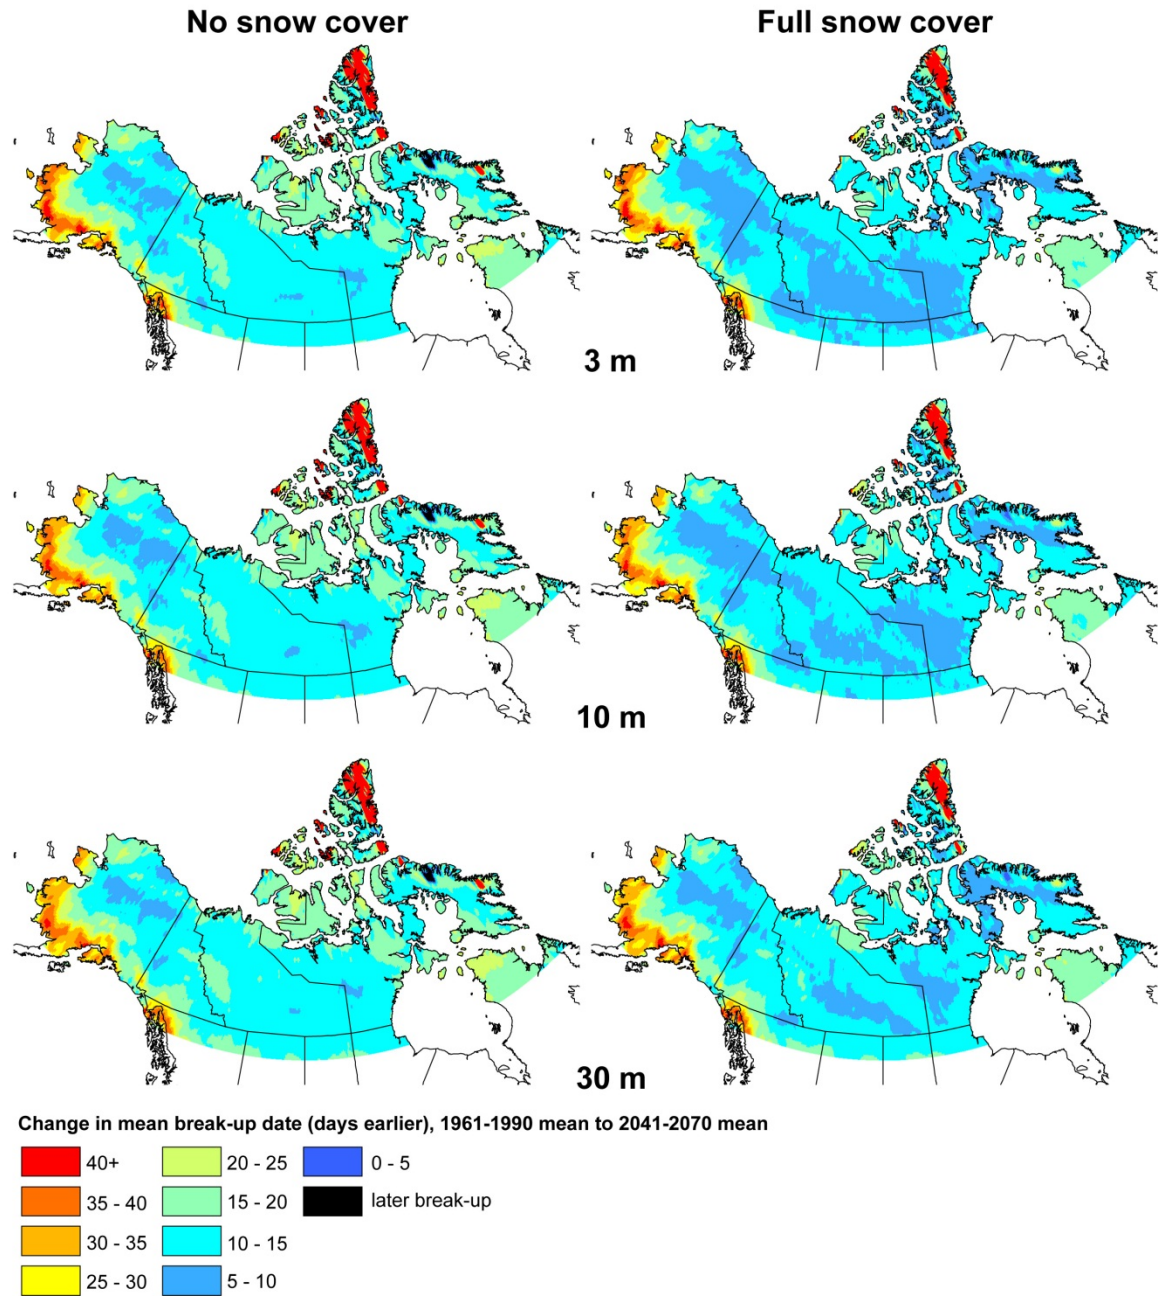 No snow cover
Full snow cover
3 m
10 m
30 m
Change in mean break-up date (days earlier), 1961-1990 mean to 2041-2070 mean
40+
20 - 25
0 - 5
35 - 40
15 - 20
later break-up
30 - 35
10 - 15
25 - 30
5 - 10